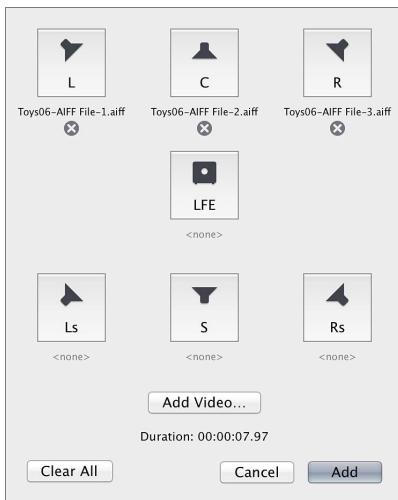 L C R
Toys06-AIFF File-1.aiff Toys06-AIFF File-2.aiff Toys06-AIFF File-3.aiff
LFE
<none>
Ls S Rs
<none> <none> <none>
Add Video...
Duration: 00:00:07.97
Clear All Cancel Add